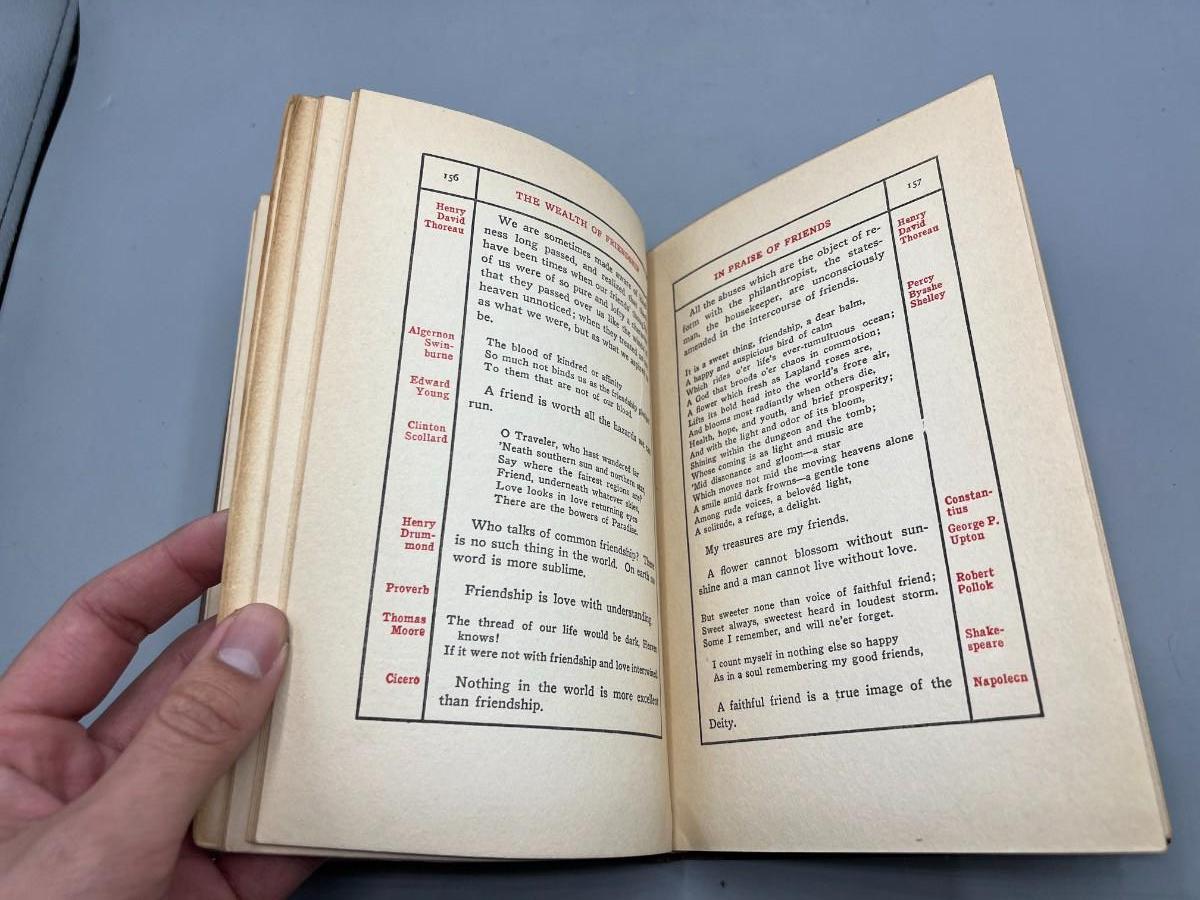 156
THE WEALTH OF FRIENDSHIP
Henry
David
Thoreau
We are sometimes made aware of
ness long passed, and realize that there
have been times when our friends' thoughts
of us were of so pure and lofty a character
that they passed over us like the winds of
heaven unnoticed; when they treated us not
as what we were, but as what we aspired to
be.
Algernon
Swin-
burne
The blood of kindred or affinity
So much not binds us as the friendship
To them that are not of our blood.
Edward
Young
A friend is worth all the hazards we can
run.
Clinton
Scollard
O Traveler, who hast wandered far
'Neath southern sun and northern star,
Say where the fairest regions are?
Friend, underneath whatever skies,
Love looks in love returning eyes
There are the bowers of Paradise.
Henry
Drum-
mond
Who talks of common friendship? There
is no such thing in the world. On earth no
word is more sublime.
Proverb
Friendship is love with understanding.
Thomas
Moore
The thread of our life would be dark, Heaven
knows!
If it were not with friendship and love intertwined
Cicero
Nothing in the world is more excellent
than friendship.
IN PRAISE OF FRIENDS
157
All the abuses which are the object of re-
form with the philanthropist, the states-
man, the housekeeper, are unconsciously
amended in the intercourse of friends.
Henry
David
Thoreau
It is a sweet thing, friendship, a dear balm,
A happy and auspicious bird of calm
Which rides o'er life's ever-tumultuous ocean;
A God that broods o'er chaos in commotion;
A flower which fresh as Lapland roses are,
Lifts its bold head into the world's frore air,
And blooms most radiantly when others die,
Health, hope, and youth, and brief prosperity;
And with the light and odor of its bloom,
Shining within the dungeon and the tomb;
Whose coming is as light and music are
'Mid dissonance and gloom—a star
Which moves not mid the moving heavens alone
A smile amid dark frowns—a gentle tone
Among rude voices, a belovéd light,
A solitude, a refuge, a delight.
Percy
Bysshe
Shelley
My treasures are my friends.
Constan-
tius
A flower cannot blossom without sun-
shine and a man cannot live without love.
George P.
Upton
But sweeter none than voice of faithful friend;
Sweet always, sweetest heard in loudest storm.
Some I remember, and will ne'er forget.
Robert
Pollok
I count myself in nothing else so happy
As in a soul remembering my good friends,
Shake-
speare
A faithful friend is a true image of the
Deity.
Napoleon